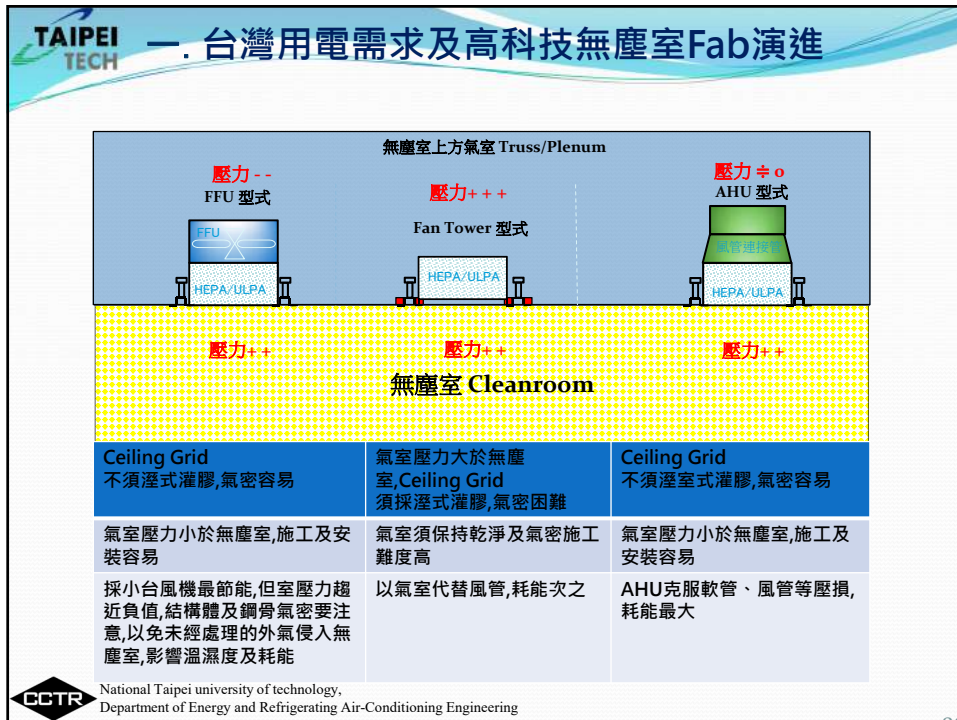 TAIPEI
TECH
一. 台灣用電需求及高科技無塵室Fab演進
無塵室上方氣室 Truss/Plenum
壓力 - -
FFU 型式
壓力+ + +
Fan Tower 型式
壓力 ≑ 0
AHU 型式
FFU
HEPA/ULPA
HEPA/ULPA
風管連接管
HEPA/ULPA
壓力+ +
壓力+ +
壓力+ +
無塵室 Cleanroom
Ceiling Grid
不須溼式灌膠,氣密容易
氣室壓力大於無塵
室,Ceiling Grid
須採溼式灌膠,氣密困難
Ceiling Grid
不須溼室式灌膠,氣密容易
氣室壓力小於無塵室,施工及安
裝容易
氣室須保持乾淨及氣密施工
難度高
氣室壓力小於無塵室,施工及
安裝容易
採小台風機最節能,但室壓力趨
近負值,結構體及鋼骨氣密要注
意,以免未經處理的外氣侵入無
塵室,影響溫濕度及耗能
以氣室代替風管,耗能次之
AHU克服軟管、風管等壓損,
耗能最大
CCTR
National Taipei university of technology,
Department of Energy and Refrigerating Air-Conditioning Engineering